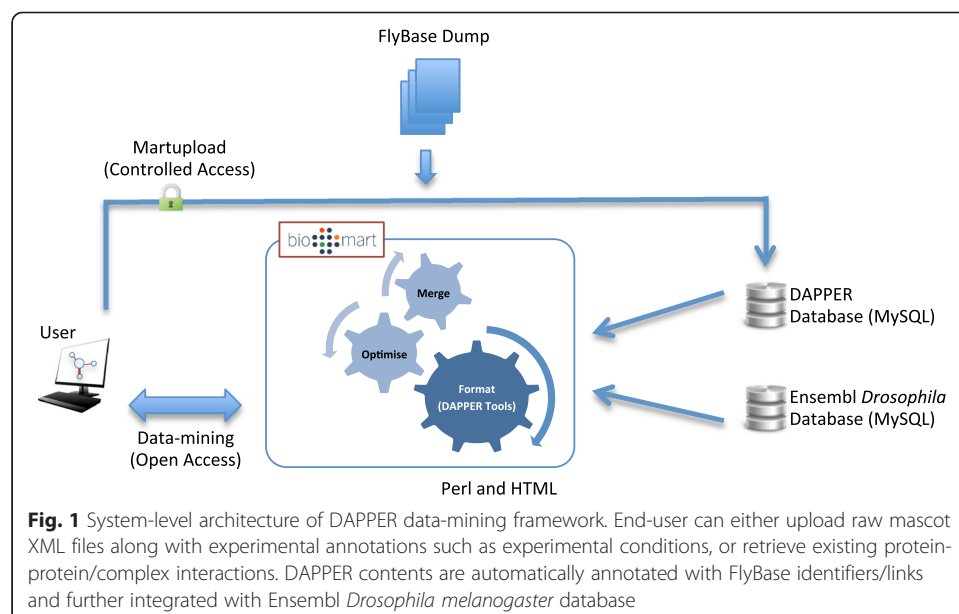 FlyBase Dump
Martupload
(Controlled Access)
bio mart
Merge
Optimise
Format
(DAPPER Tools)
User
Data-mining
(Open Access)
DAPPER
Database (MySQL)
Ensembl Drosophila
Database (MySQL)
Perl and HTML
Fig. 1 System-level architecture of DAPPER data-mining framework. End-user can either upload raw mascot
XML files along with experimental annotations such as experimental conditions, or retrieve existing protein-
protein/complex interactions. DAPPER contents are automatically annotated with FlyBase identifiers/links
and further integrated with Ensembl Drosophila melanogaster database